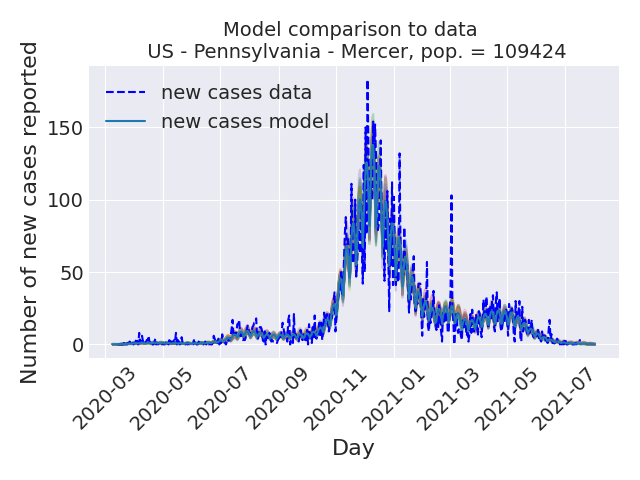 Model comparison to data
US - Pennsylvania - Mercer, pop. = 109424
new cases data
new cases model
Number of new cases reported
150
100
50
0
2020-03
2020-05
2020-07
2020-09
2020-11
2021-01
2021-03
2021-05
2021-07
Day